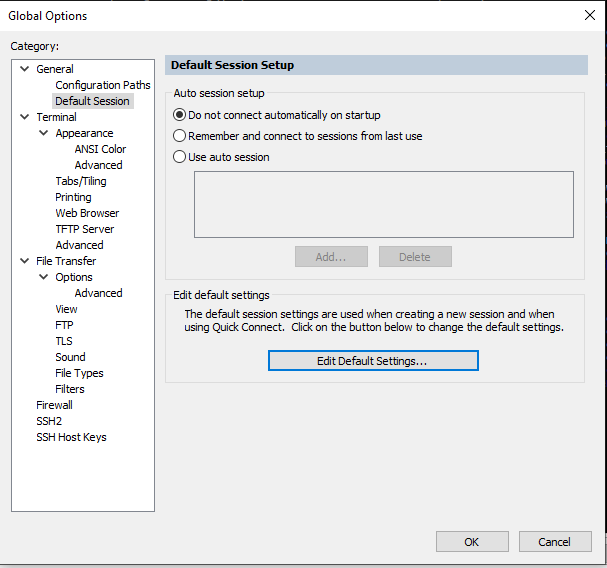 Global Options
Category:
General
Configuration Paths
Default Session
Terminal
Appearance
ANSI Color
Advanced
Tabs/Tiling
Printing
Web Browser
TFTP Server
Advanced
File Transfer
Options
Advanced
View
FTP
TLS
Sound
File Types
Filters
Firewall
SSH2
SSH Host Keys
Default Session Setup
Auto session setup
Do not connect automatically on startup
Remember and connect to sessions from last use
Use auto session
Add... Delete
Edit default settings
The default session settings are used when creating a new session and when
using Quick Connect. Click on the button below to change the default settings.
Edit Default Settings...
OK Cancel